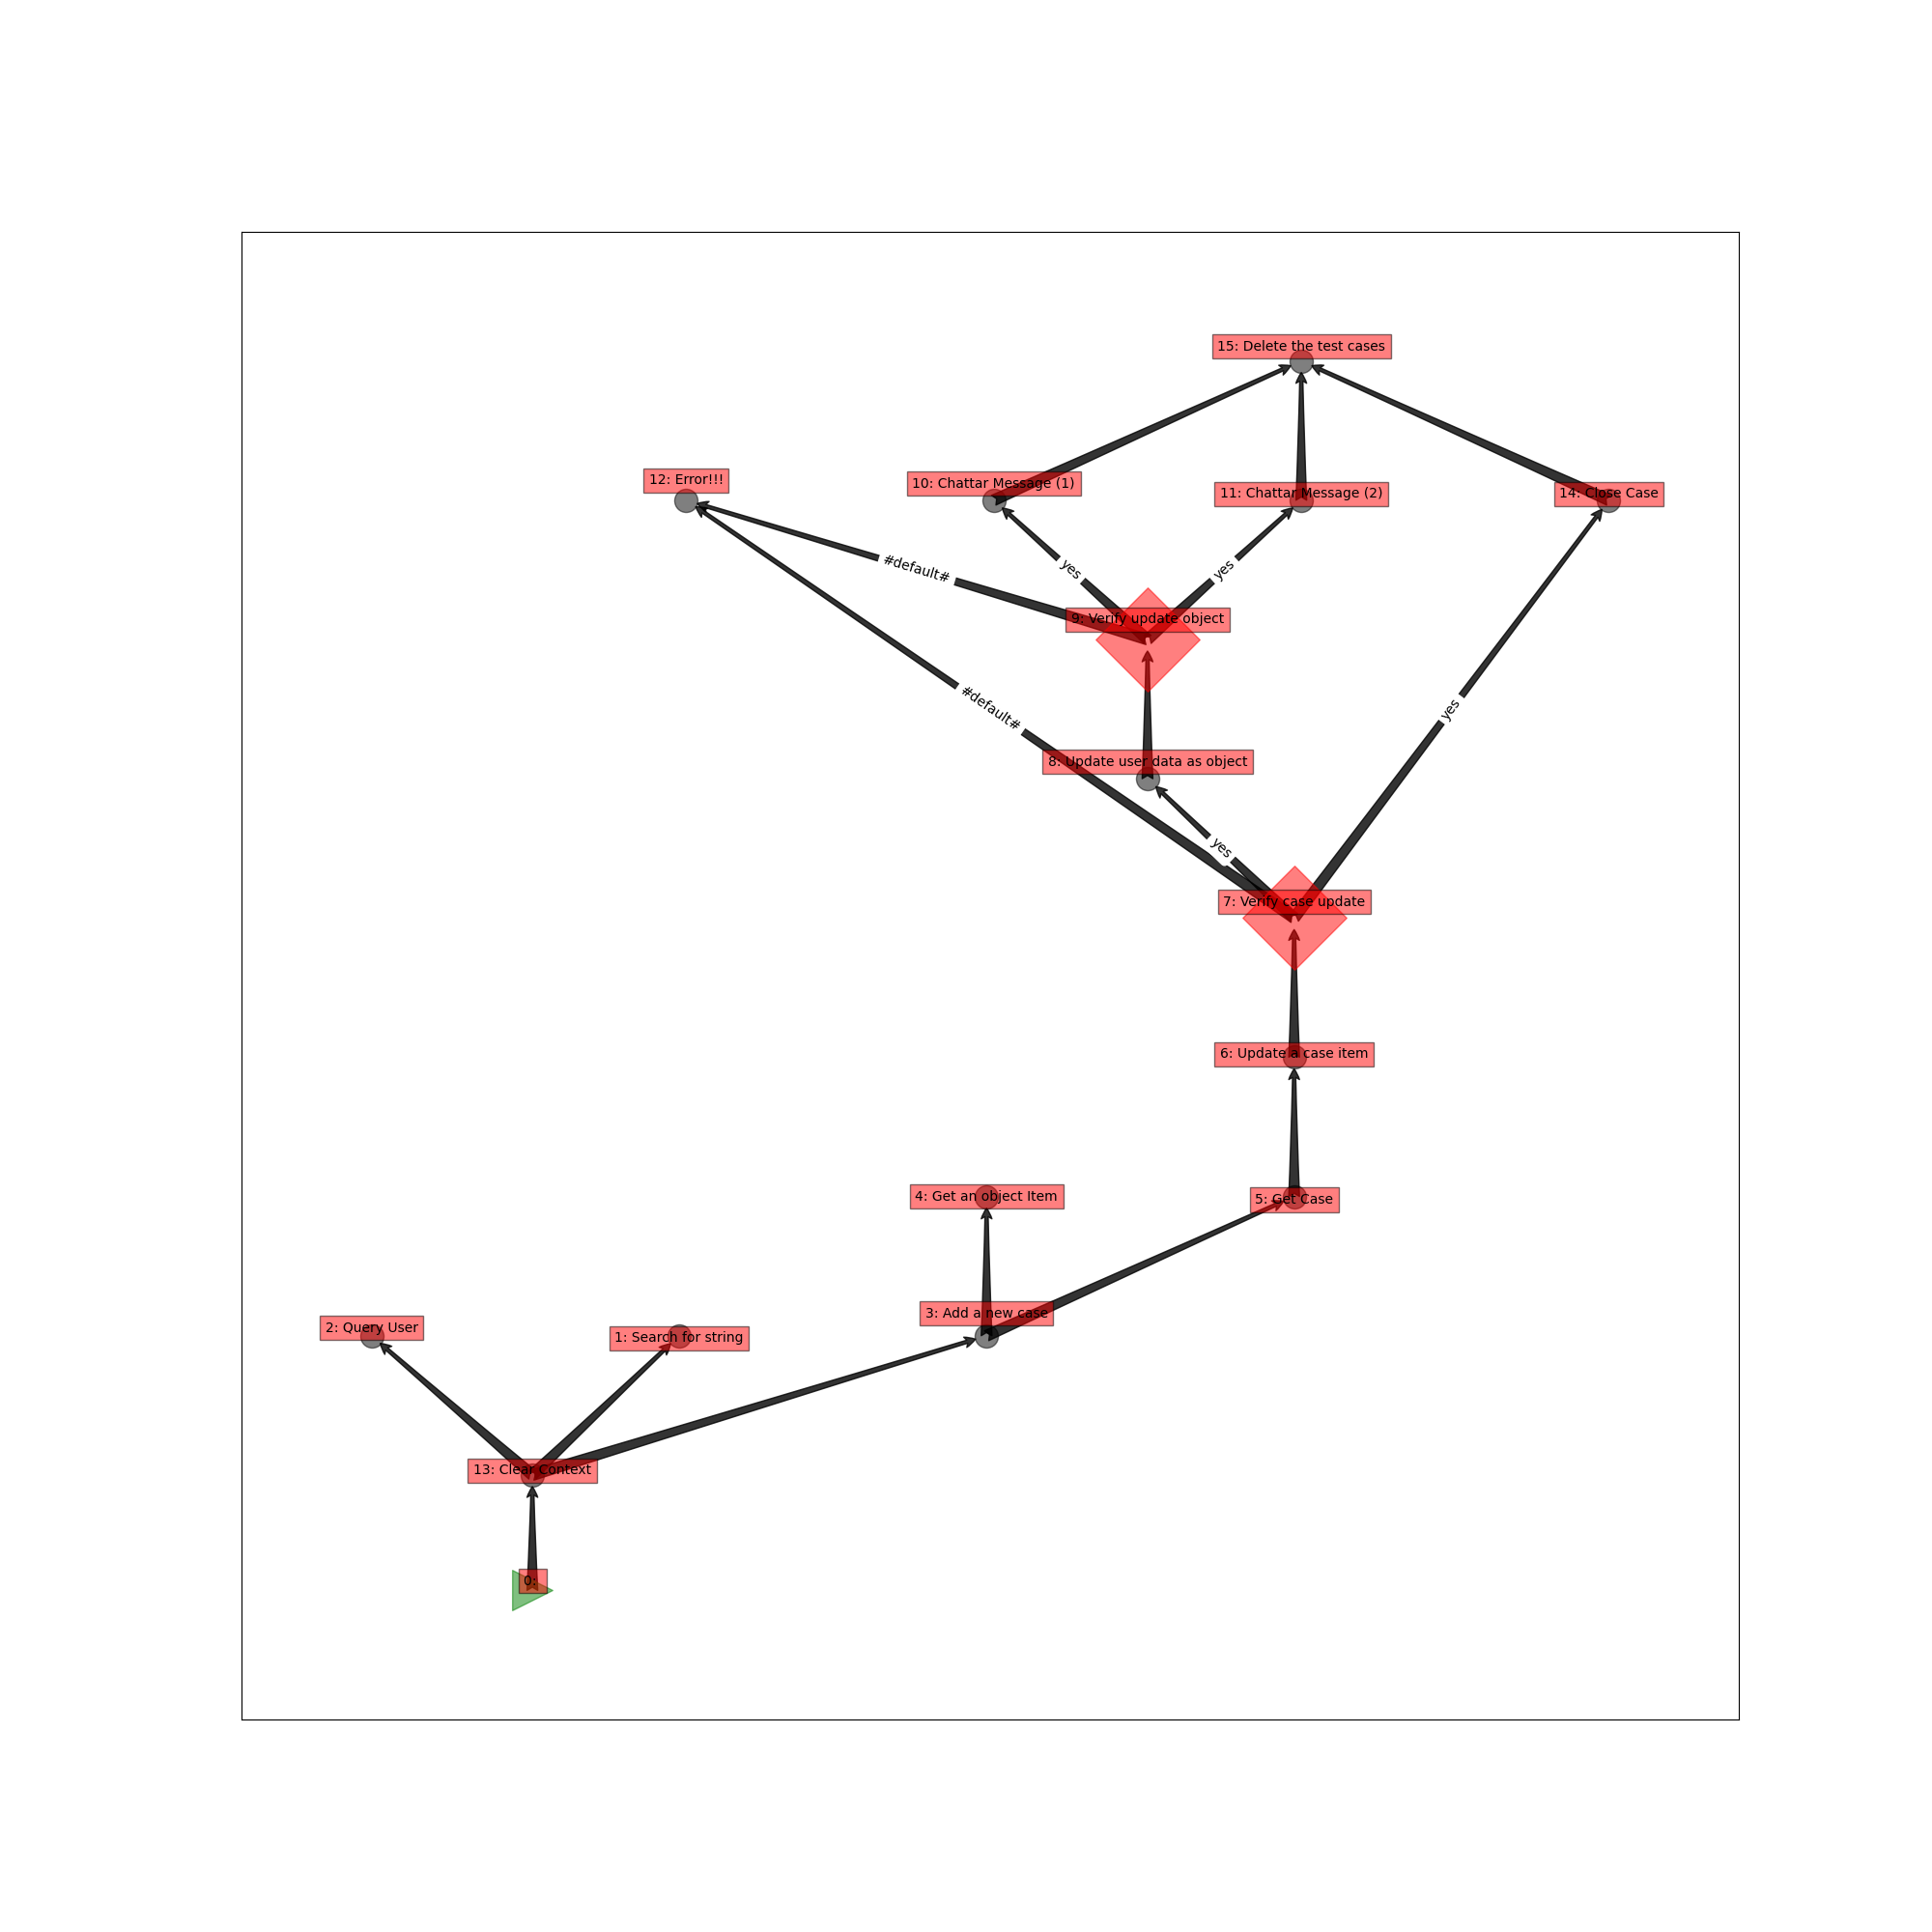 15: Delete the test cases
12: Error!!!
10: Chattar Message (1)
11: Chattar Message (2)
14: Close Case
#default#
yes
yes
9: Verify update object
#default#
yes
8: Update user data as object
yes
7: Verify case update
6: Update a case item
4: Get an object Item
5: Get Case
3: Add a new case
2: Query User
1: Search for string
13: Clear Context
0: